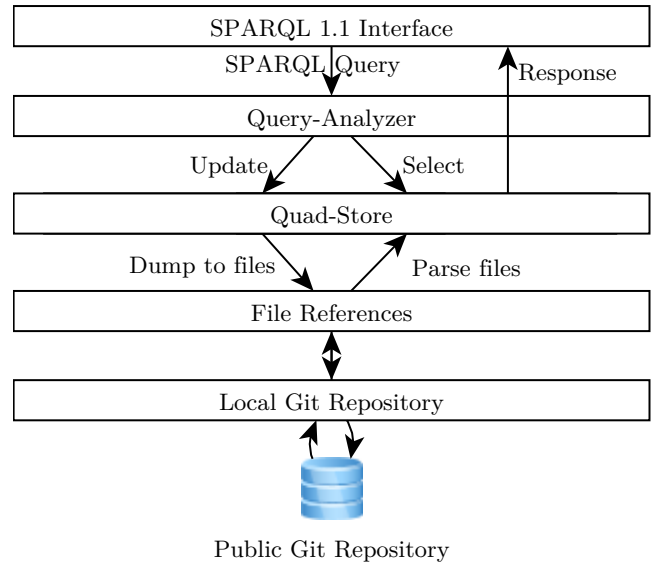 SPARQL 1.1 Interface
SPARQL Query
Response
Query-Analyzer
Update
Select
Quad-Store
Dump to files
Parse files
File References
Local Git Repository
Public Git Repository